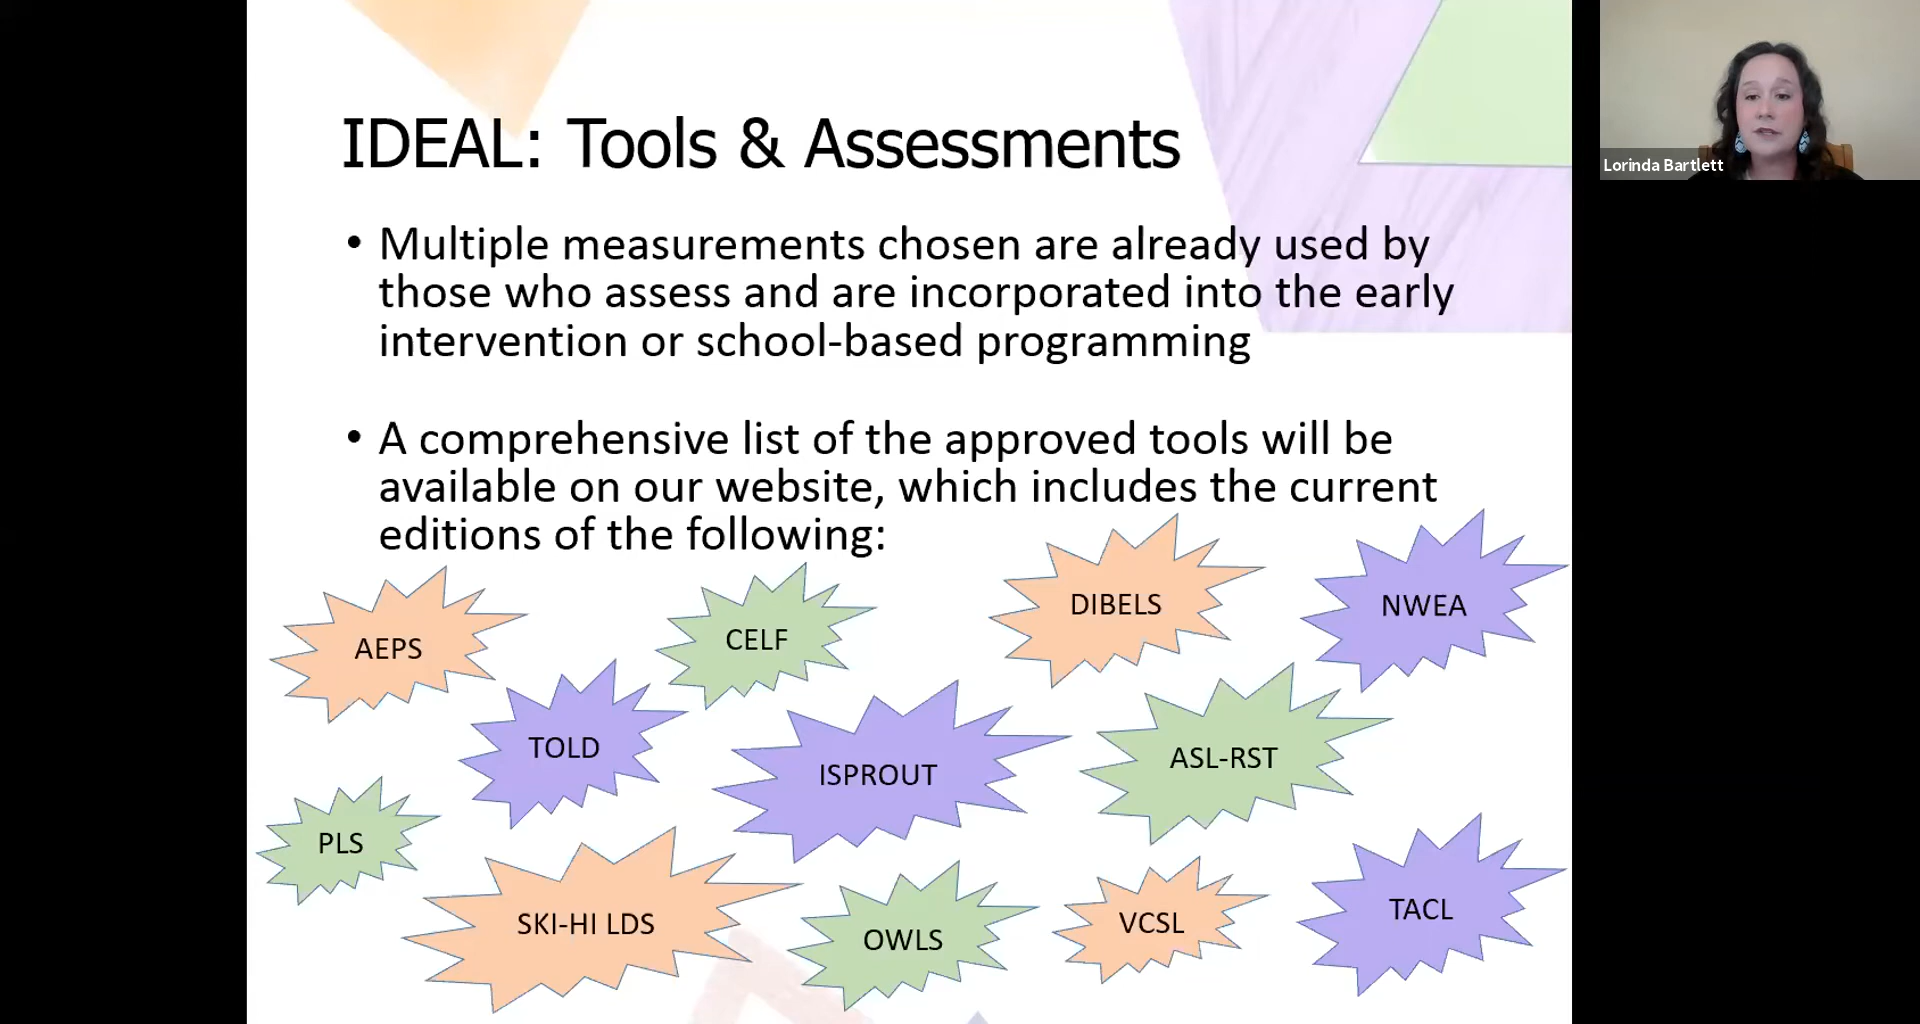 IDEAL: Tools & Assessments
• Multiple measurements chosen are already used by
those who assess and are incorporated into the early
intervention or school-based programming
• A comprehensive list of the approved tools will be
available on our website, which includes the current
editions of the following:
AEPS
CELF
DIBELS
NWEA
TOLD
ISPROUT
ASL-RST
PLS
SKI-HI LDS
OWLS
VCSL
TACL
Lorinda Bartlett